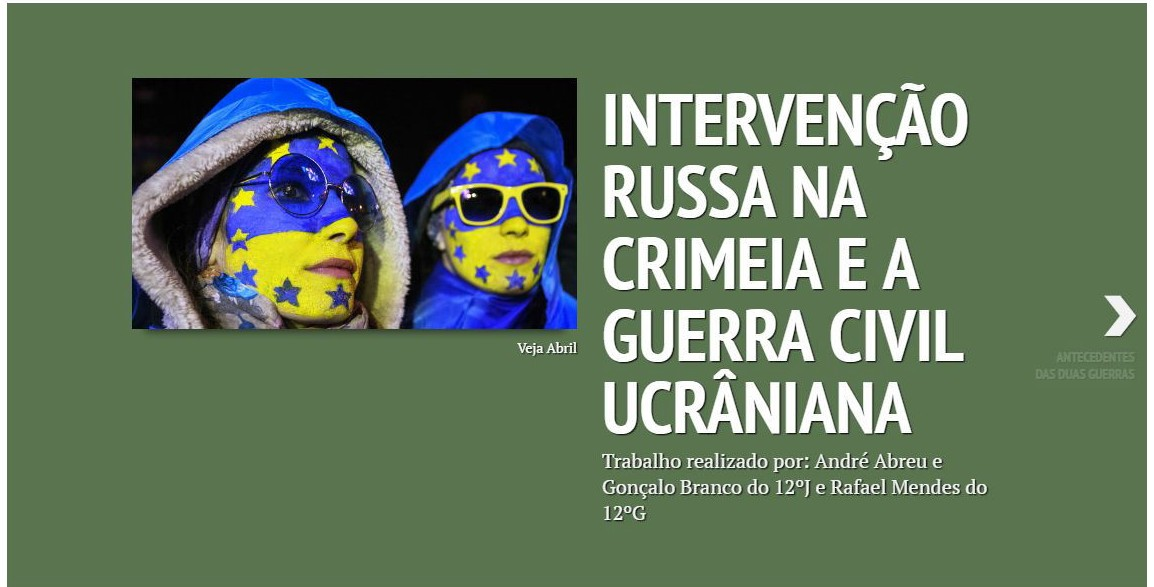 INTERVENÇÃO
RUSSA NA
CRIMEIA E A
GUERRA CIVIL
UCRÂNIANA
Veja Abril
Trabalho realizado por: André Abreu e
Gonçalo Branco do 12ºJ e Rafael Mendes do
12ºG
ANTECEDENTES
DAS DUAS GUERRAS